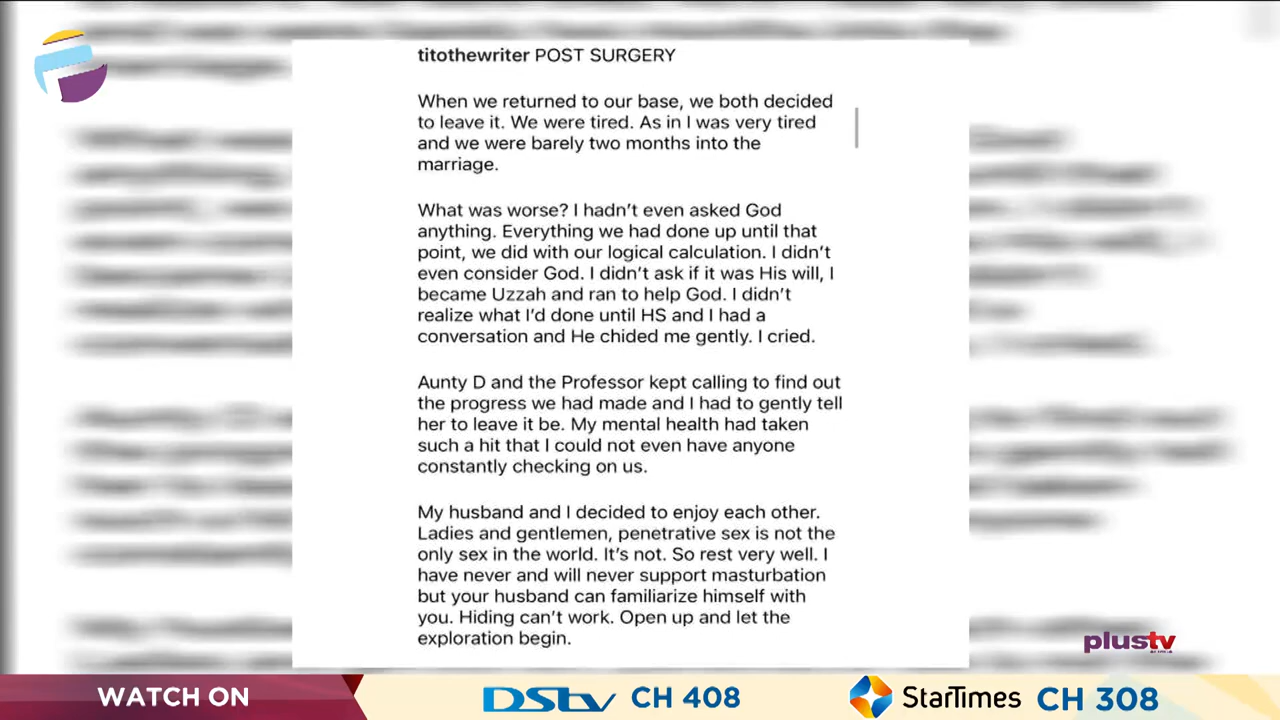 titothewriter POST SURGERY
When we returned to our base, we both decided
to leave it. We were tired. As in I was very tired
and we were barely two months into the
marriage.
What was worse? I hadn't even asked God
anything. Everything we had done up until that
point, we did with our logical calculation. I didn't
even consider God. I didn't ask if it was His will, I
became Uzzah and ran to help God. I didn't
realize what I'd done until HS and I had a
conversation and He chided me gently. I cried.
Aunty D and the Professor kept calling to find out
the progress we had made and I had to gently tell
her to leave it be. My mental health had taken
such a hit that I could not even have anyone
constantly checking on us.
My husband and I decided to enjoy each other.
Ladies and gentlemen, penetrative sex is not the
only sex in the world. It's not. So rest very well. I
have never and will never support masturbation
but your husband can familiarize himself with
you. Hiding can't work. Open up and let the
exploration begin.
plustv
WATCH ON DStv CH 408 StarTimes CH 308